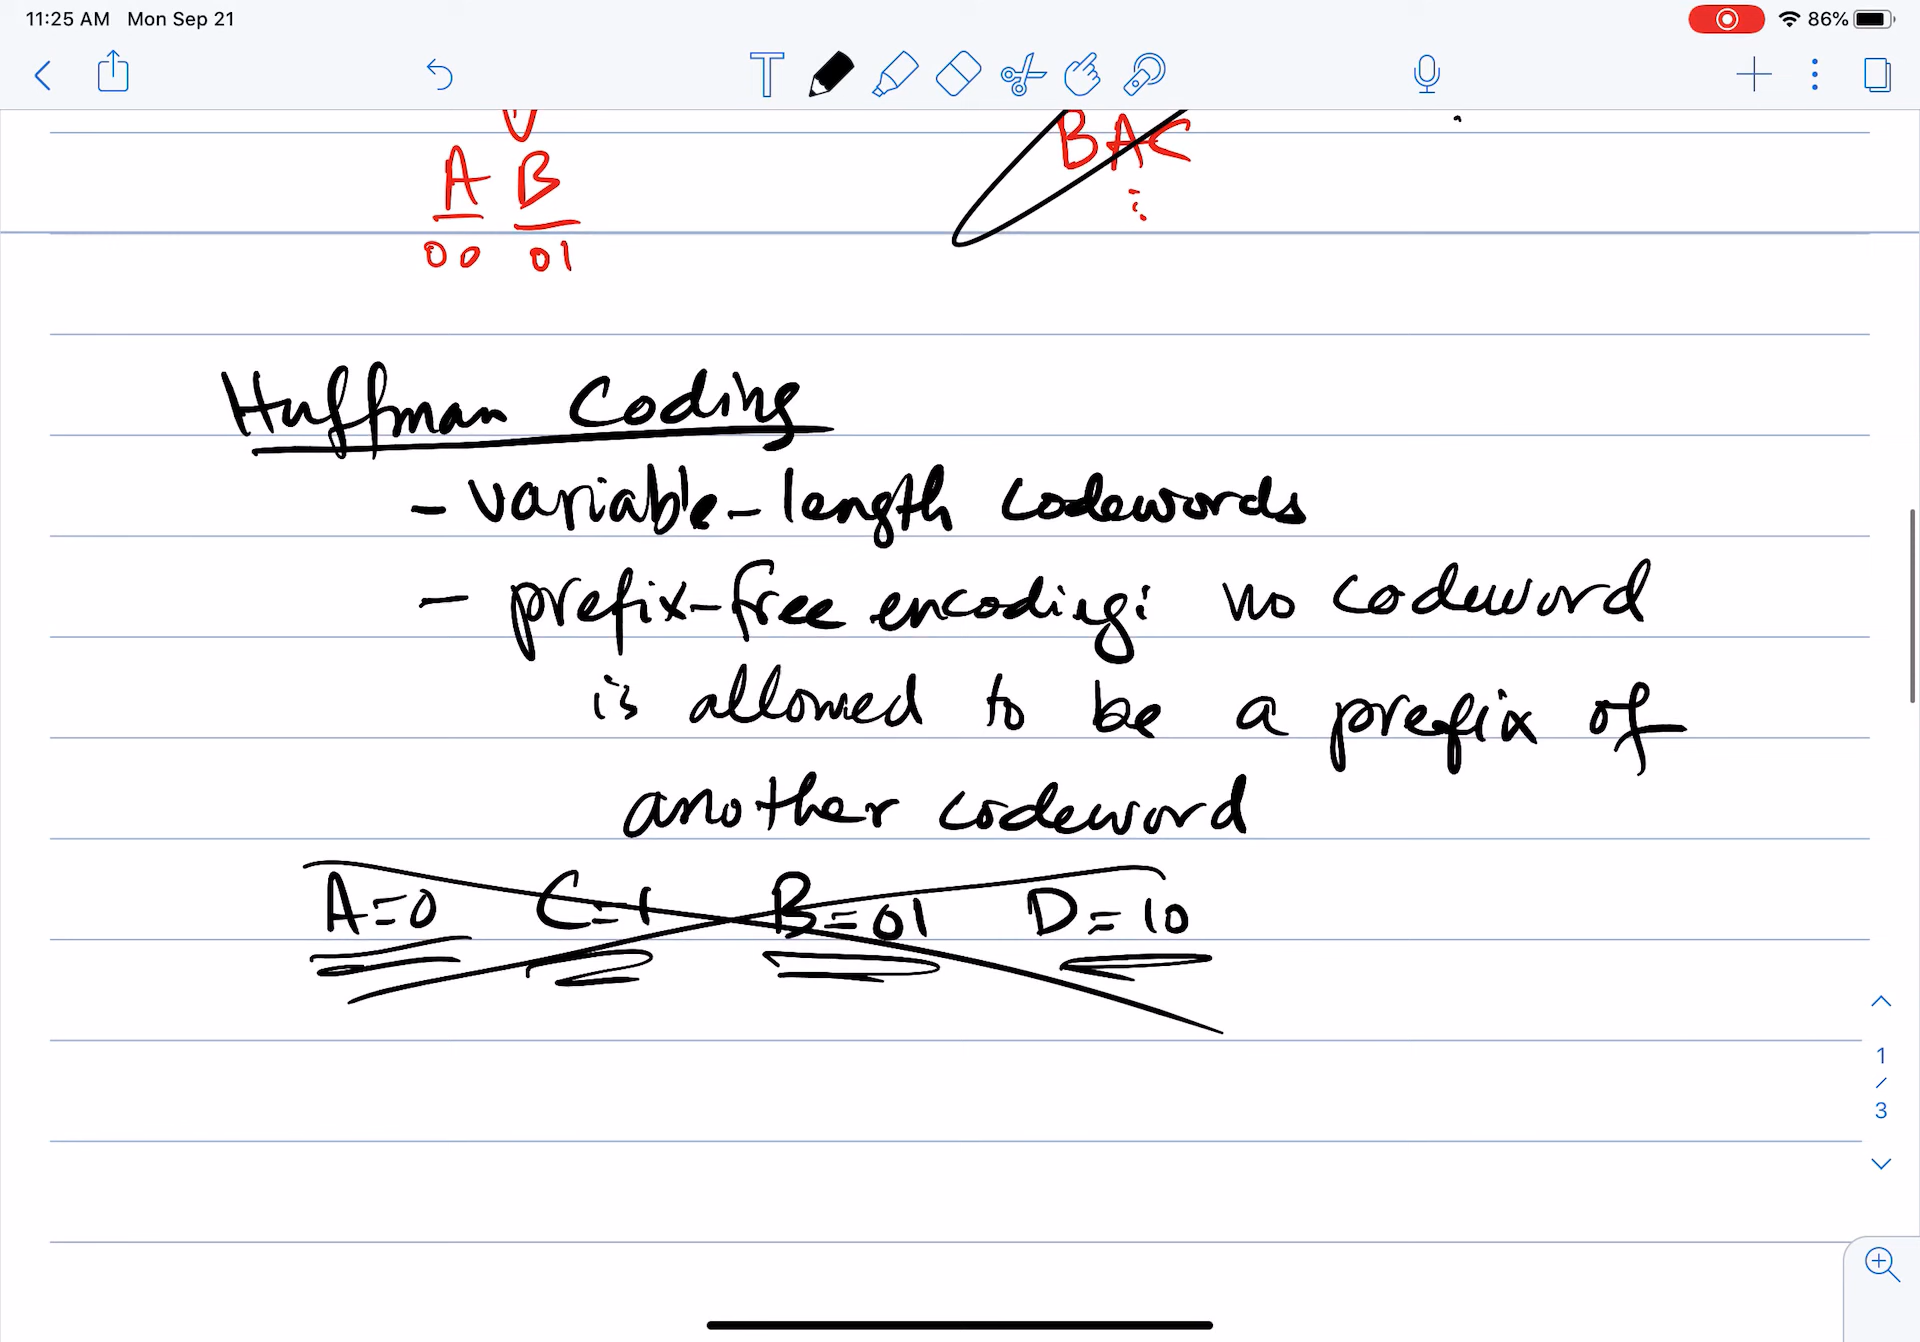 11:25 AM Mon Sep 21
86%
T
BAC
A B
00 01
Huffman Coding
- variable-length codewords
- prefix-free encoding: no codeword
is allowed to be a prefix of
another codeword
A=0 C=1 B=01 D=10
1
/
3